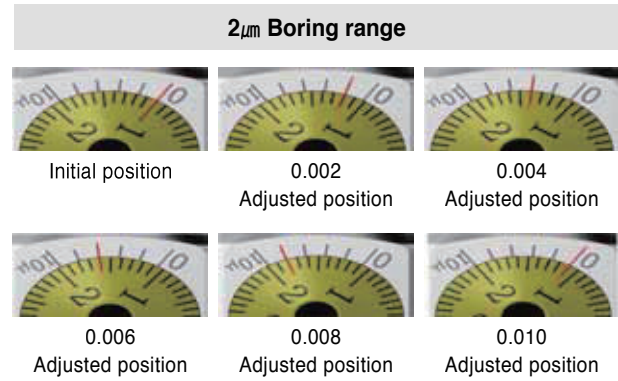 2㎛ Boring range
Initial position
0.002
Adjusted position
0.004
Adjusted position
0.006
Adjusted position
0.008
Adjusted position
0.010
Adjusted position